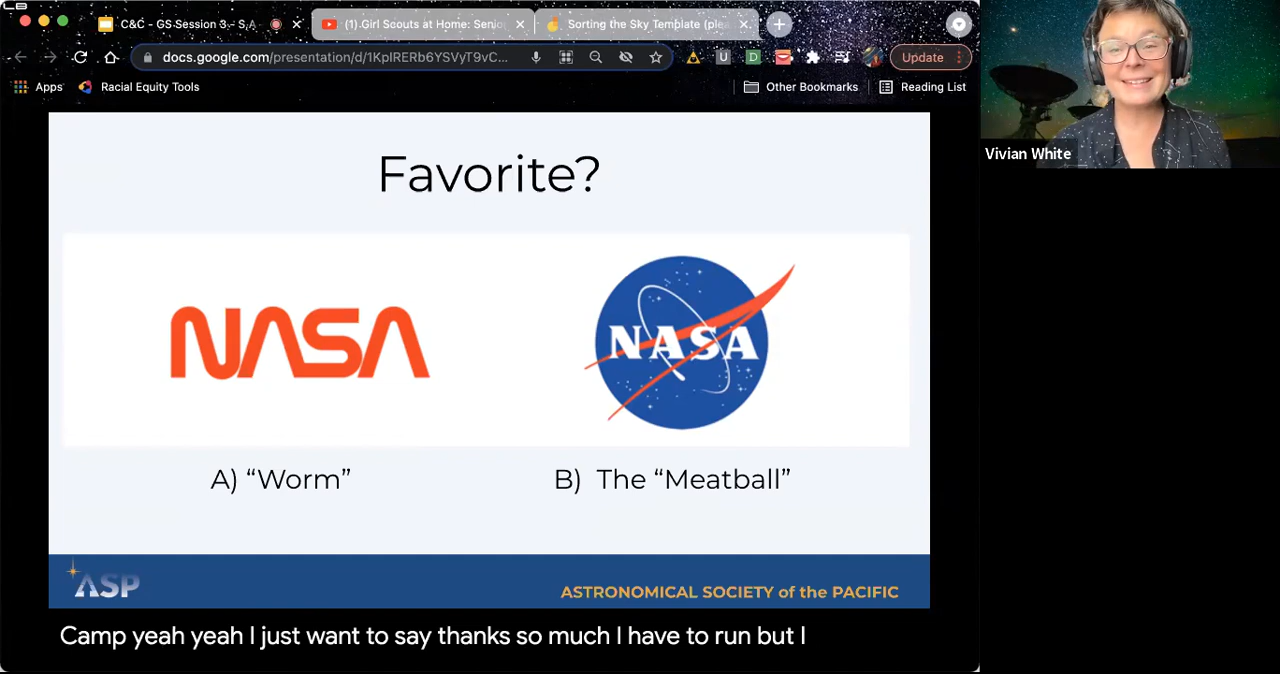 C&C - GS Session 3 - S,A
(1) Girl Scouts at Home: Senio
Sorting the Sky Template (plea
docs.google.com/presentation/d/1KpIRERb6YSVyT9vC...
U
D
Update
Apps
Racial Equity Tools
Other Bookmarks
Reading List
Vivian White
Favorite?
NASA
NASA
A) “Worm”
B) The “Meatball”
ASP
ASTRONOMICAL SOCIETY of the PACIFIC
Camp yeah yeah I just want to say thanks so much I have to run but I